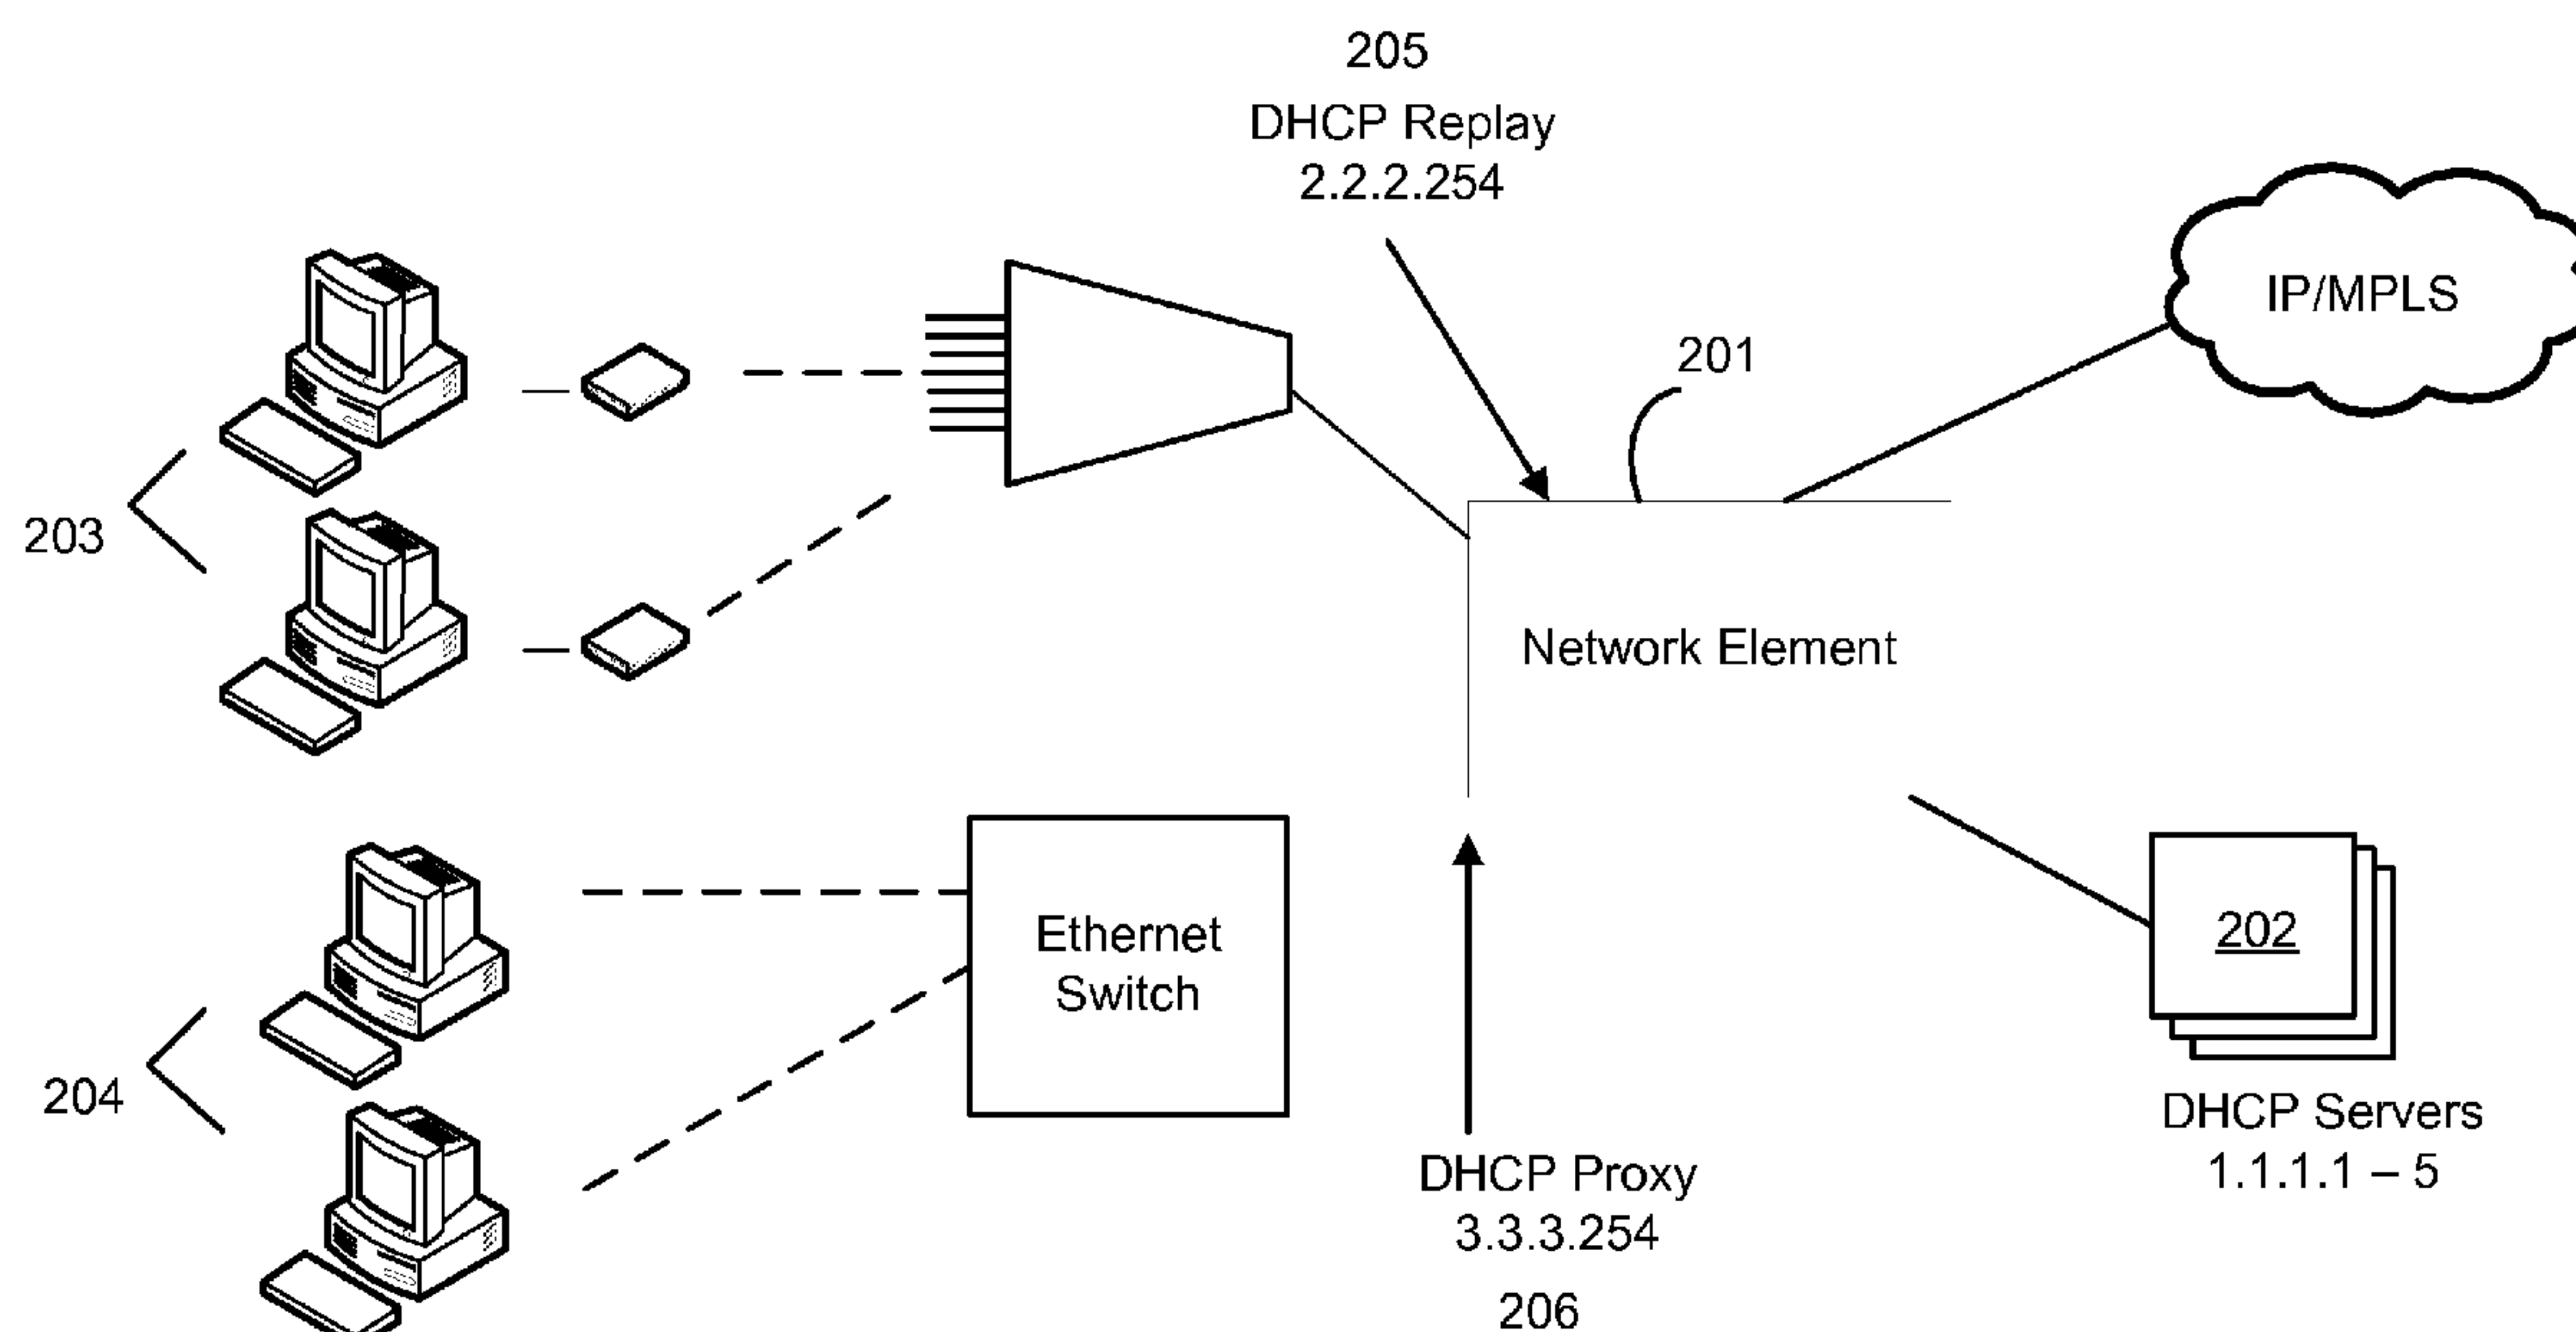 205
DHCP Replay
2.2.2.254
IP/MPLS
201
203
Network Element
Ethernet
Switch
202
204
DHCP Servers
1.1.1.1 – 5
DHCP Proxy
3.3.3.254
206